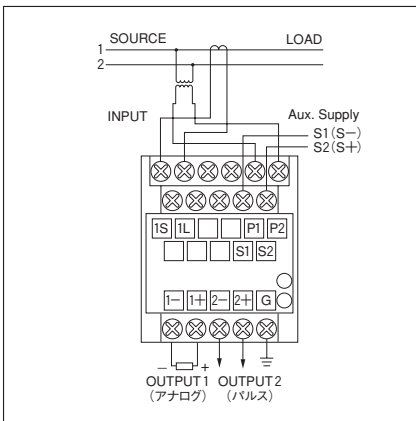 SOURCE LOAD
1
2
INPUT Aux. Supply
S1(S−)
S2(S+)
1S 1L P1 P2
S1 S2
1− 1+ 2− 2+ G
− +
OUTPUT1 OUTPUT2
(アナログ) (パルス)